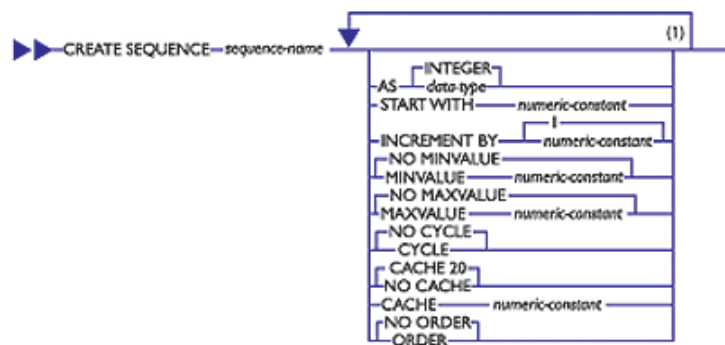 (1)
CREATE SEQUENCE sequence-name
INTEGER
AS data-type
START WITH numeric-constant
1
INCREMENT BY numeric-constant
NO MINVALUE
MINVALUE numeric-constant
NO MAXVALUE
MAXVALUE numeric-constant
NO CYCLE
CYCLE
CACHE 20
NO CACHE
CACHE numeric-constant
NO ORDER
ORDER